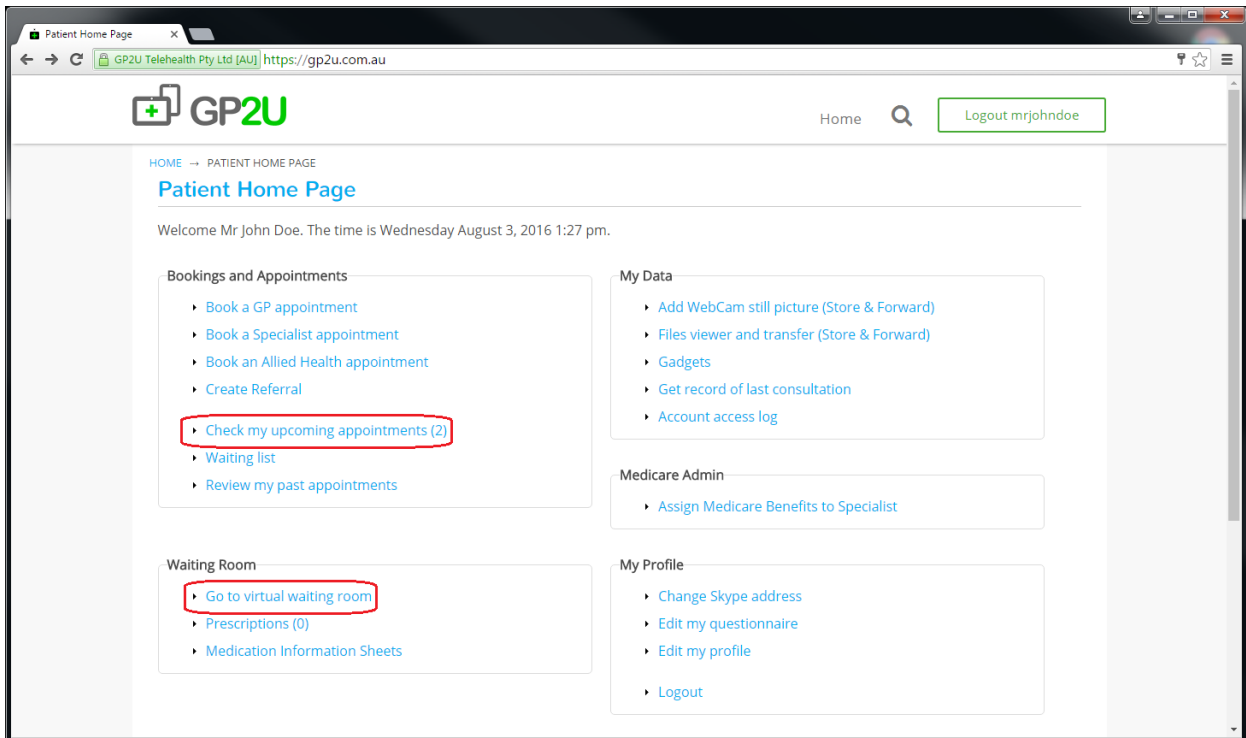 Patient Home Page
GP2U Telehealth Pty Ltd [AU] https://gp2u.com.au
GP2U
Home
Logout mrjohndoe
HOME → PATIENT HOME PAGE
Patient Home Page
Welcome Mr John Doe. The time is Wednesday August 3, 2016 1:27 pm.
Bookings and Appointments
Book a GP appointment
Book a Specialist appointment
Book an Allied Health appointment
Create Referral
Check my upcoming appointments (2)
Waiting list
Review my past appointments
My Data
Add WebCam still picture (Store & Forward)
Files viewer and transfer (Store & Forward)
Gadgets
Get record of last consultation
Account access log
Medicare Admin
Assign Medicare Benefits to Specialist
Waiting Room
Go to virtual waiting room
Prescriptions (0)
Medication Information Sheets
My Profile
Change Skype address
Edit my questionnaire
Edit my profile
Logout